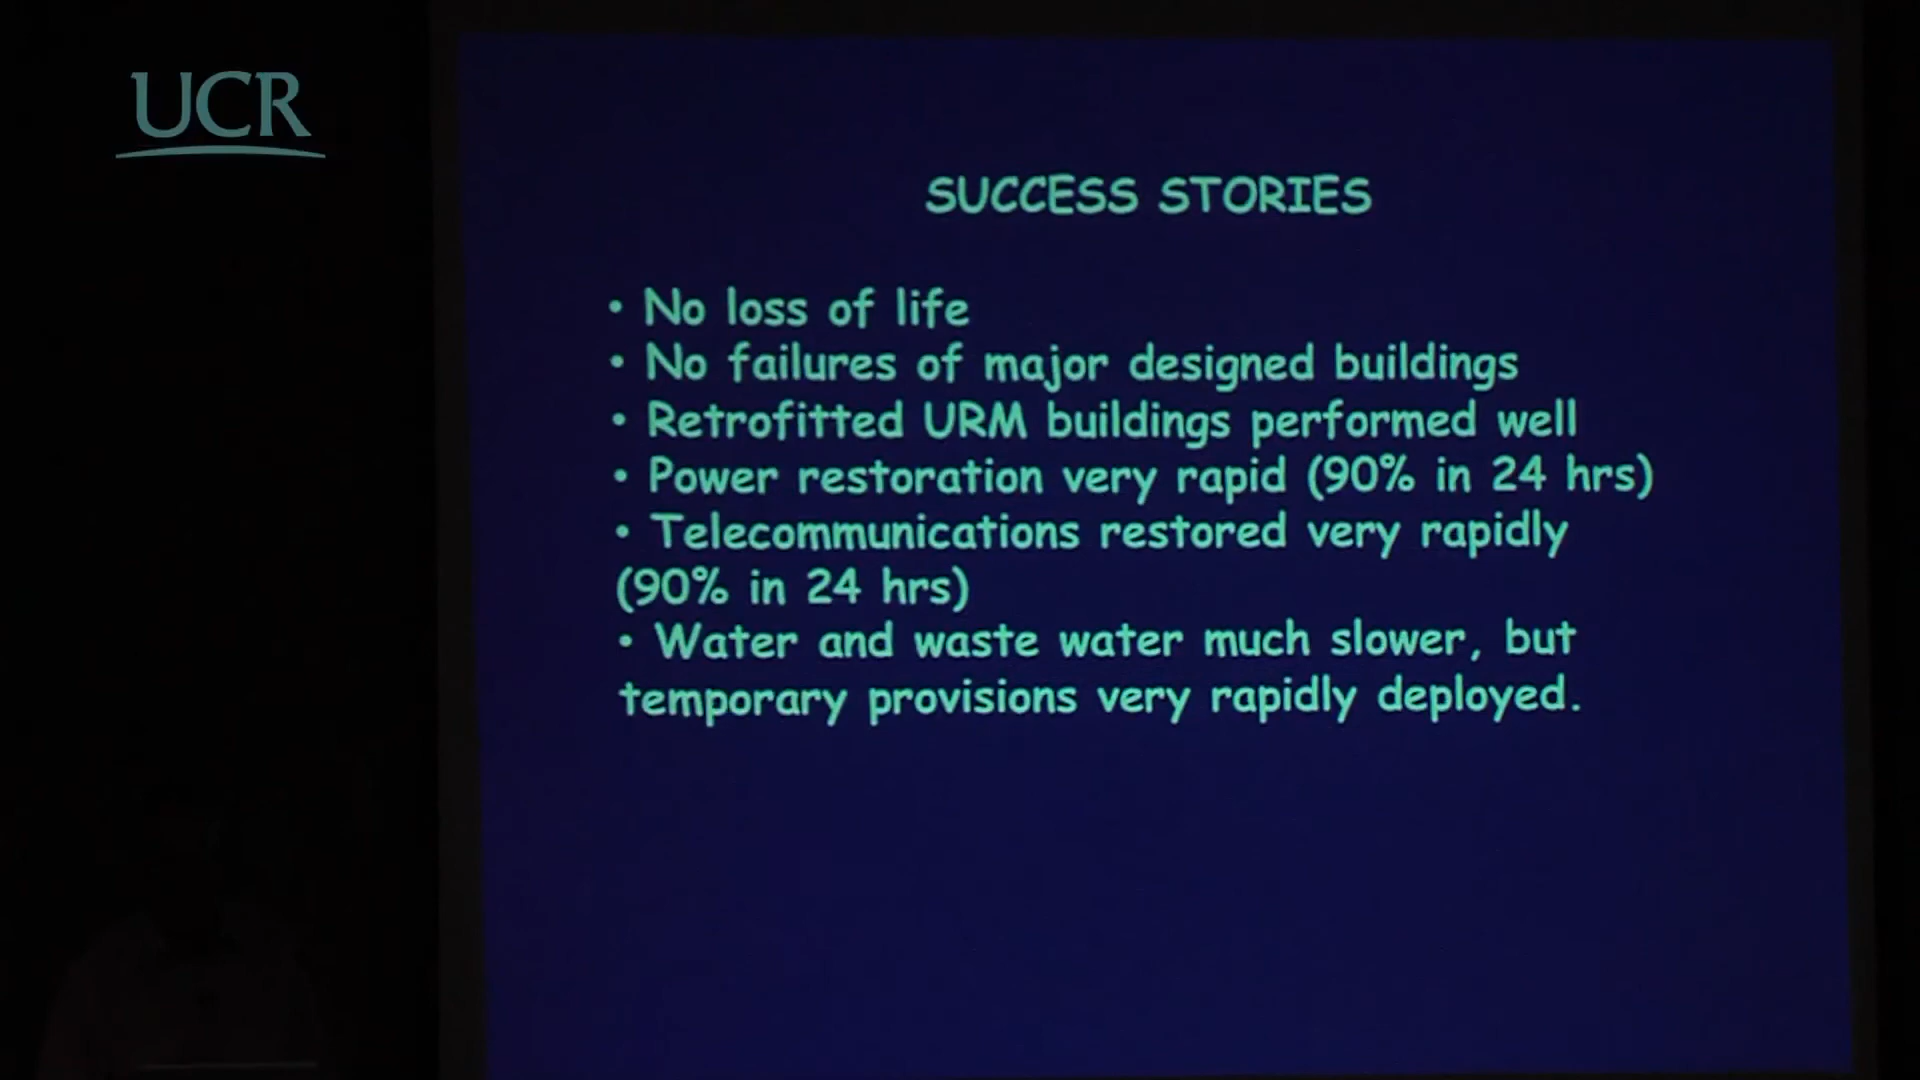 UCR
SUCCESS STORIES
• No loss of life
• No failures of major designed buildings
• Retrofitted URM buildings performed well
• Power restoration very rapid (90% in 24 hrs)
• Telecommunications restored very rapidly
(90% in 24 hrs)
• Water and waste water much slower, but
temporary provisions very rapidly deployed.